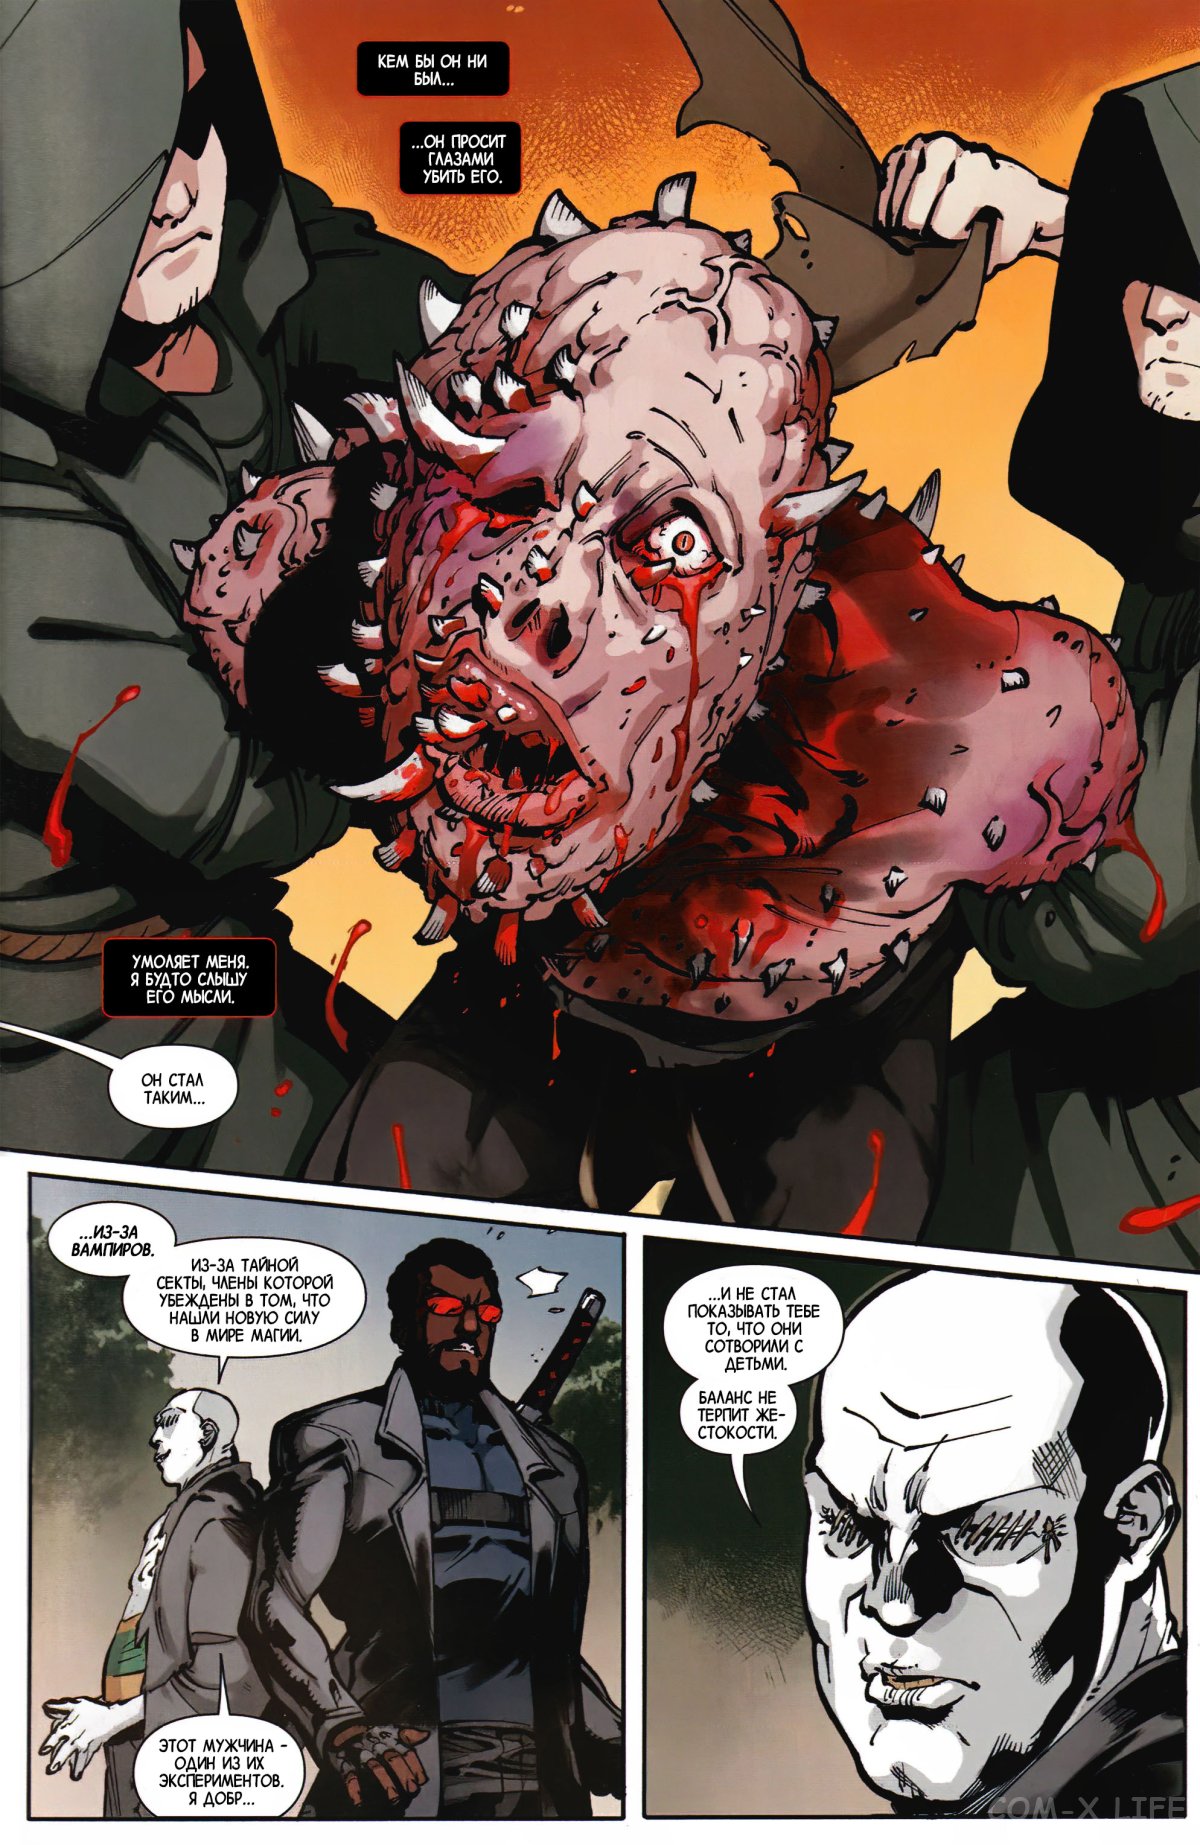 КЕМ БЫ ОН НИ
БЫЛ...
...ОН ПРОСИТ
ГЛАЗАМИ
УБИТЬ ЕГО.
УМОЛЯЕТ МЕНЯ.
Я БУДТО СЛЫШУ
ЕГО МЫСЛИ.
ОН СТАЛ
ТАКИМ...
...ИЗ-ЗА
ВАМПИРОВ.
ИЗ-ЗА ТАЙНОЙ
СЕКТЫ, ЧЛЕНЫ КОТОРОЙ
УБЕЖДЕНЫ В ТОМ, ЧТО
НАШЛИ НОВУЮ СИЛУ
В МИРЕ МАГИИ.
ЭТОТ МУЖЧИНА -
ОДИН ИЗ ИХ
ЭКСПЕРИМЕНТОВ.
Я ДОБР...
...И НЕ СТАЛ
ПОКАЗЫВАТЬ ТЕБЕ
ТО, ЧТО ОНИ
СОТВОРИЛИ С
ДЕТЬМИ.
БАЛАНС НЕ
ТЕРПИТ ЖЕ-
СТОКОСТИ.
COM-X LIFE